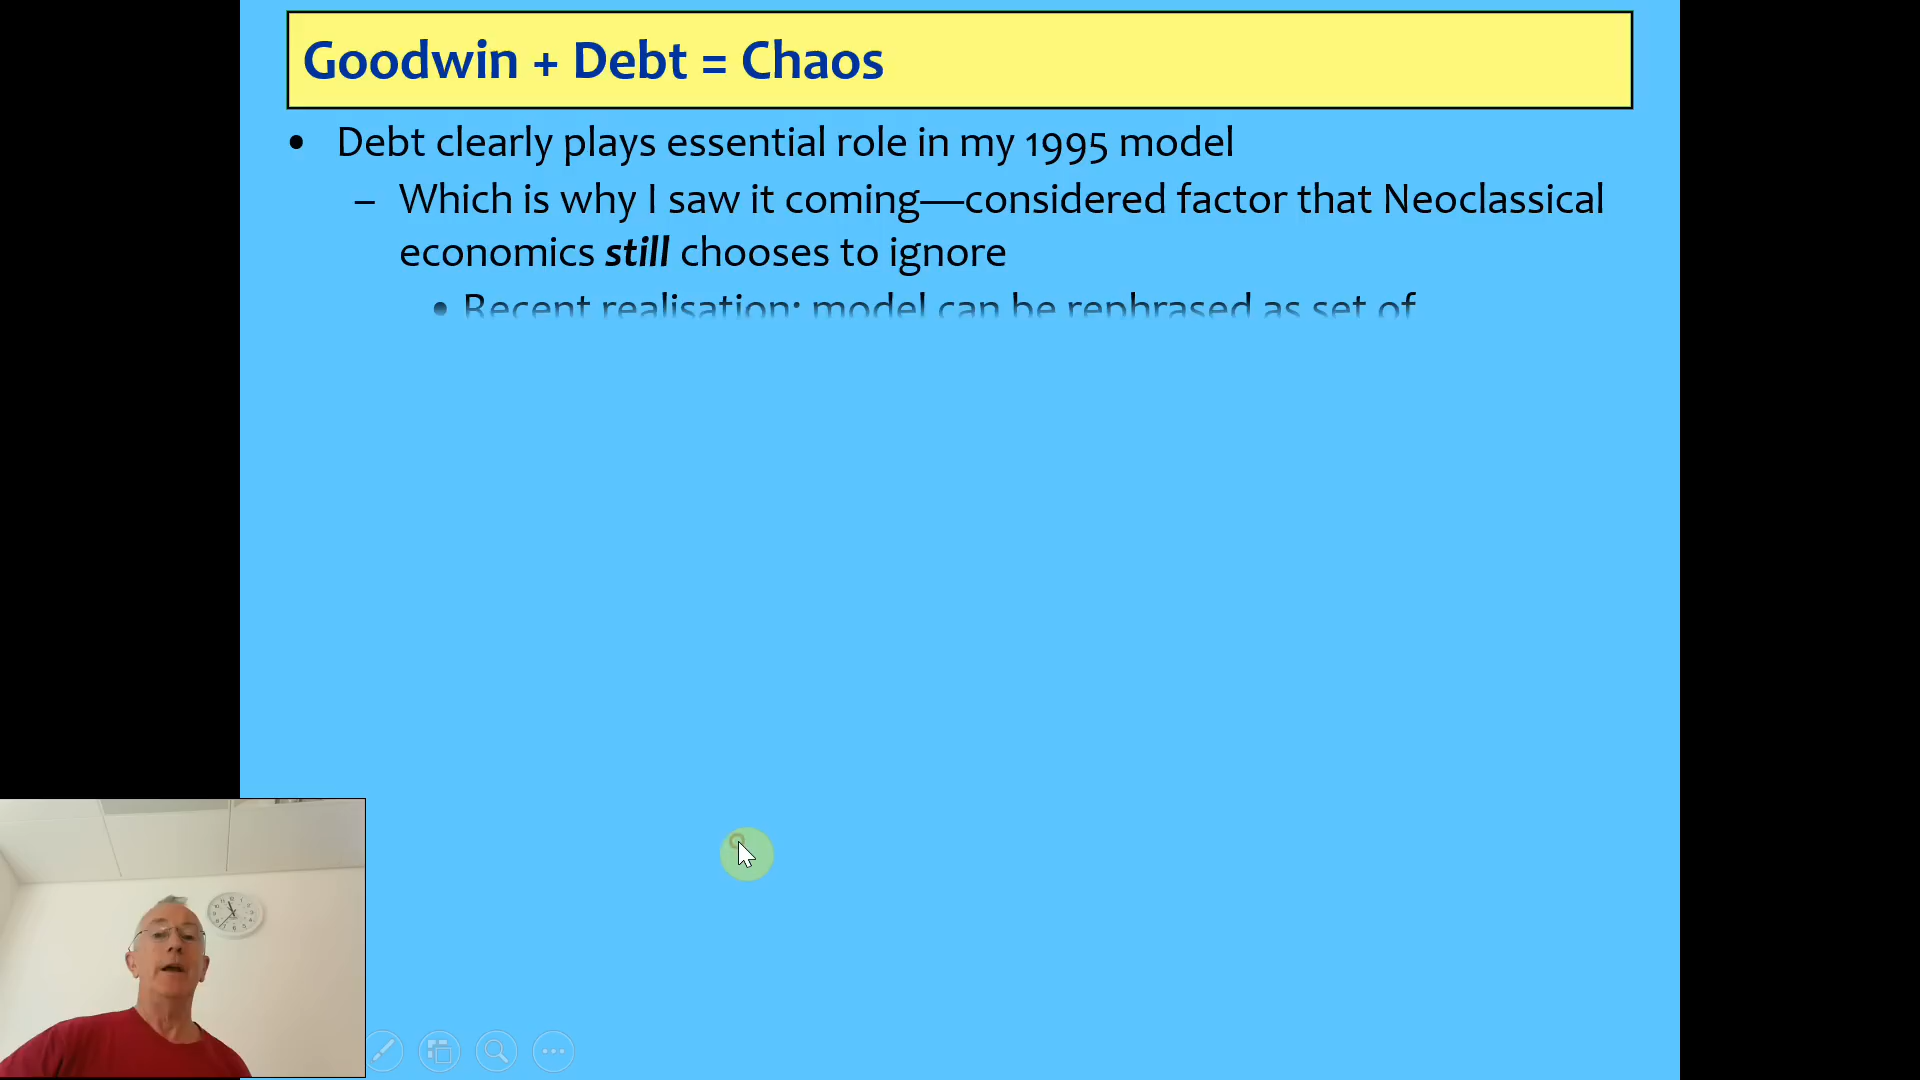 Goodwin + Debt = Chaos
• Debt clearly plays essential role in my 1995 model
– Which is why I saw it coming—considered factor that Neoclassical
economics still chooses to ignore
• Recent realisation: model can be rephrased as set of